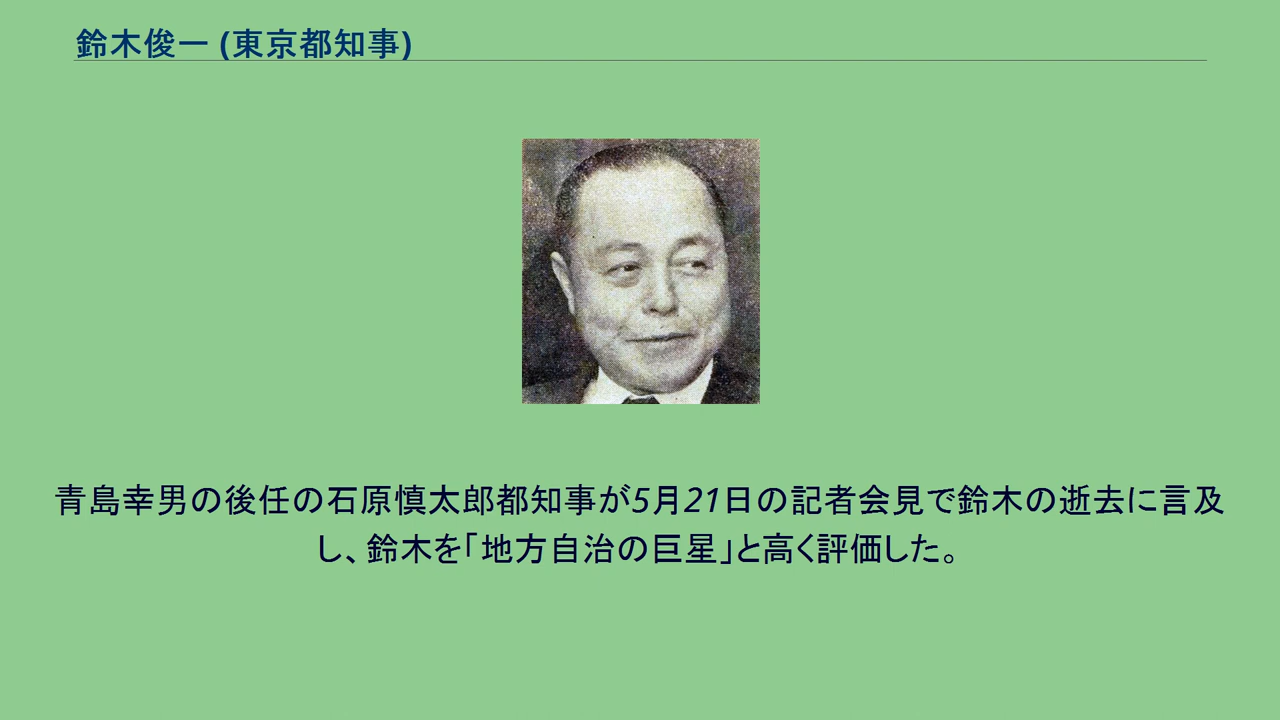 鈴木俊一 (東京都知事)
青島幸男の後任の石原慎太郎都知事が5月21日の記者会見で鈴木の逝去に言及
し、鈴木を「地方自治の巨星」と高く評価した。